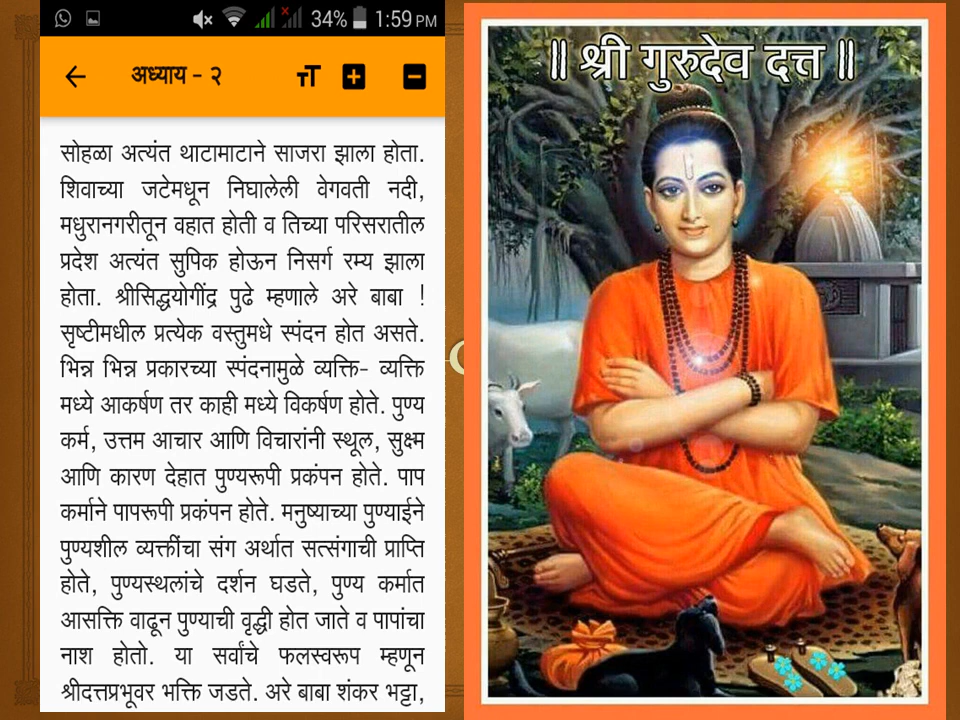 34% 1:59 PM
अध्याय - २
सोहळा अत्यंत थाटामाटाने साजरा झाला होता.
शिवाच्या जटेमधून निघालेली वेगवती नदी,
मधुरानगरीतून वहात होती व तिच्या परिसरातील
प्रदेश अत्यंत सुपिक होऊन निसर्ग रम्य झाला
होता. श्रीसिद्धयोगींद्र पुढे म्हणाले अरे बाबा !
सृष्टीमधील प्रत्येक वस्तुमधे स्पंदन होत असते.
भिन्न भिन्न प्रकारच्या स्पंदनामुळे व्यक्ति- व्यक्ति
मध्ये आकर्षण तर काही मध्ये विकर्षण होते. पुण्य
कर्म, उत्तम आचार आणि विचारांनी स्थूल, सुक्ष्म
आणि कारण देहात पुण्यरूपी प्रकंपन होते. पाप
कर्माने पापरूपी प्रकंपन होते. मनुष्याच्या पुण्याईने
पुण्यशील व्यक्तींचा संग अर्थात सत्संगाची प्राप्ति
होते, पुण्यस्थलांचे दर्शन घडते, पुण्य कर्मात
आसक्ति वाढून पुण्याची वृद्धी होत जाते व पापांचा
नाश होतो. या सर्वांचे फलस्वरूप म्हणून
श्रीदत्तप्रभूवर भक्ति जडते. अरे बाबा शंकर भट्टा,
॥ श्री गुरुदेव दत्त ॥